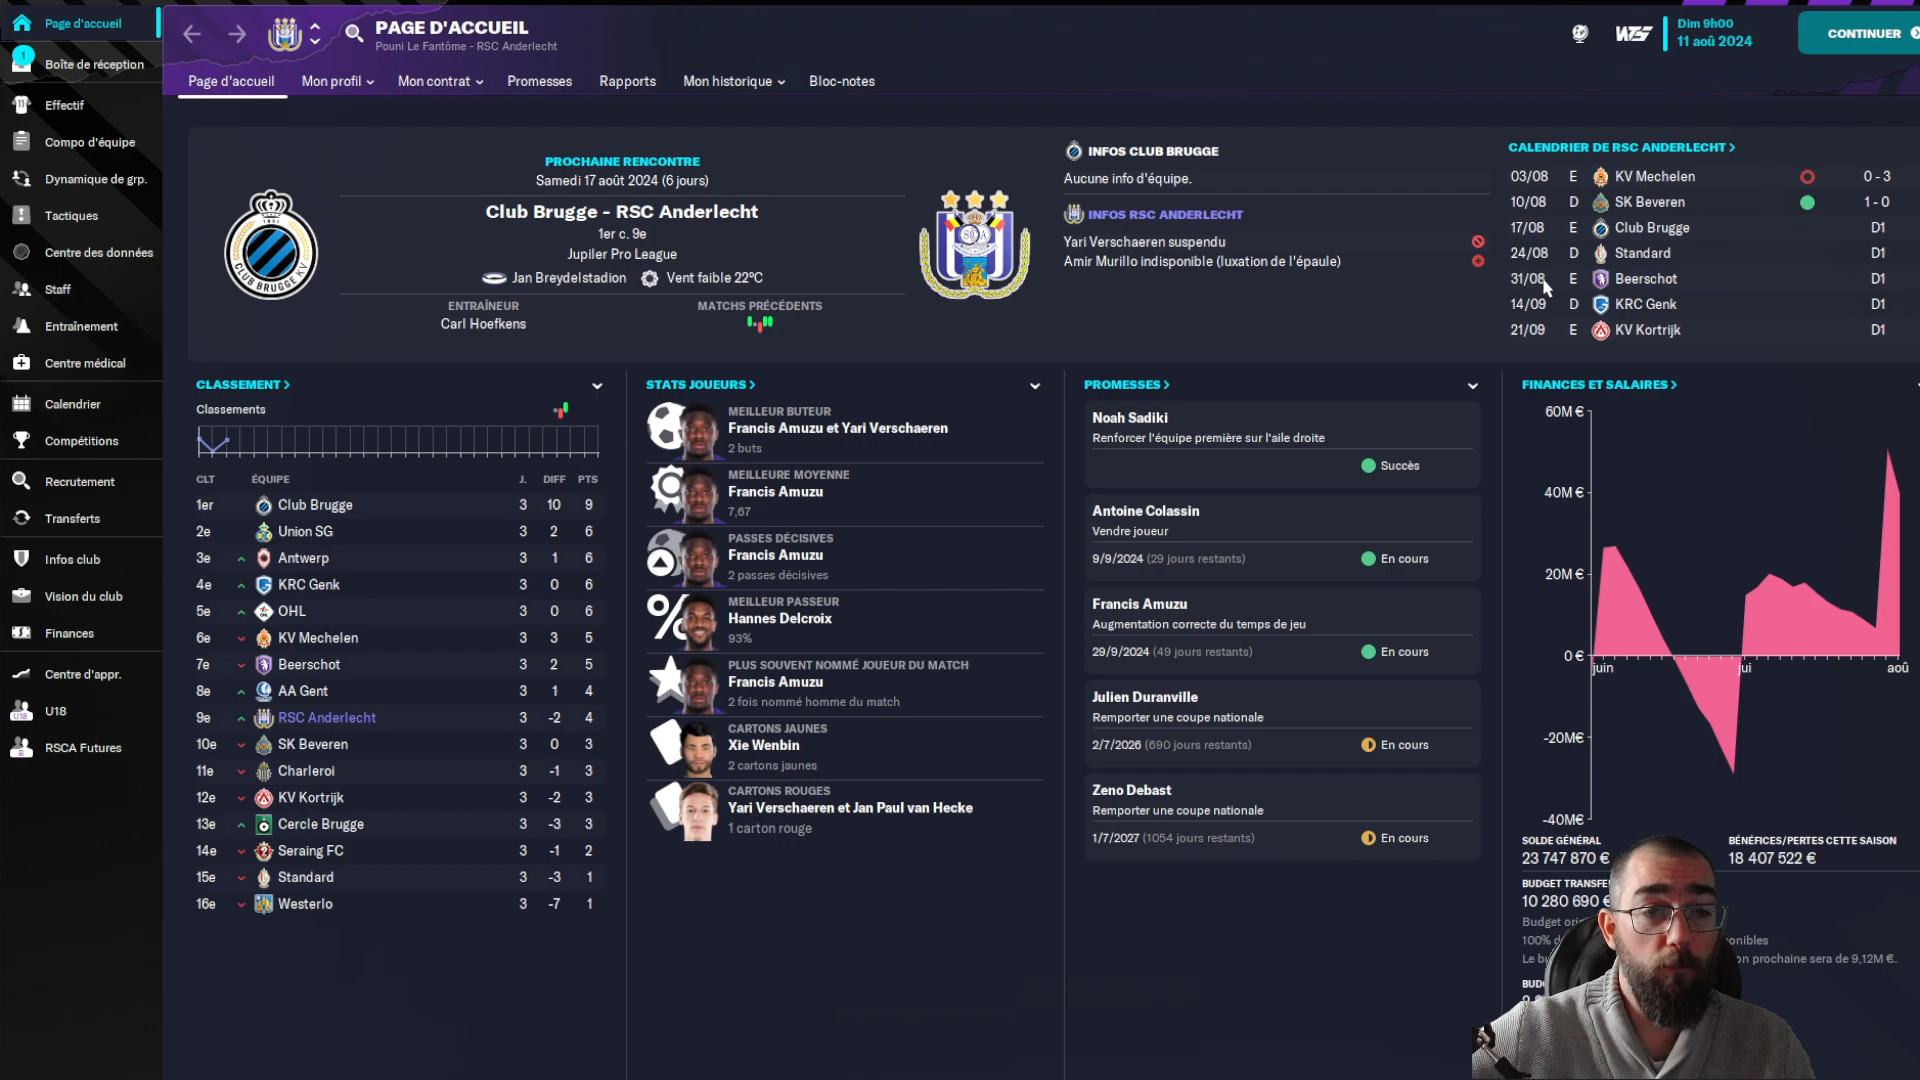 Page d'accueil
1
Boîte de réception
Effectif
Compo d'équipe
Dynamique de grp.
Tactiques
Centre des données
Staff
Entraînement
Centre médical
Calendrier
Compétitions
Recrutement
Transferts
Infos club
Vision du club
Finances
Centre d'appr.
U18
RSCA Futures
PAGE D'ACCUEIL
Pouni Le Fantôme - RSC Anderlecht
Dim 9h00
11 aoû 2024
CONTINUER
Page d'accueil
Mon profil
Mon contrat
Promesses
Rapports
Mon historique
Bloc-notes
PROCHAINE RENCONTRE
Samedi 17 août 2024 (6 jours)
Club Brugge - RSC Anderlecht
1er c. 9e
Jupiler Pro League
Jan Breydelstadion Vent faible 22ºC
ENTRAÎNEUR
Carl Hoefkens
MATCHS PRÉCÉDENTS
INFOS CLUB BRUGGE
Aucune info d'équipe.
INFOS RSC ANDERLECHT
Yari Verschaeren suspendu
Amir Murillo indisponible (luxation de l'épaule)
CALENDRIER DE RSC ANDERLECHT >
03/08 E KV Mechelen 0 - 3
10/08 D SK Beveren 1 - 0
17/08 E Club Brugge D1
24/08 D Standard D1
31/08 E Beerschot D1
14/09 D KRC Genk D1
21/09 E KV Kortrijk D1
CLASSEMENT >
Classements
CLT ÉQUIPE J. DIFF PTS
1er Club Brugge 3 10 9
2e Union SG 3 2 6
3e Antwerp 3 1 6
4e KRC Genk 3 0 6
5e OHL 3 0 6
6e KV Mechelen 3 3 5
7e Beerschot 3 2 5
8e AA Gent 3 1 4
9e RSC Anderlecht 3 -2 4
10e SK Beveren 3 0 3
11e Charleroi 3 -1 3
12e KV Kortrijk 3 -2 3
13e Cercle Brugge 3 -3 3
14e Seraing FC 3 -1 2
15e Standard 3 -3 1
16e Westerlo 3 -7 1
STATS JOUEURS >
MEILLEUR BUTEUR
Francis Amuzu et Yari Verschaeren
2 buts
MEILLEURE MOYENNE
Francis Amuzu
7,67
PASSES DÉCISIVES
Francis Amuzu
2 passes décisives
MEILLEUR PASSEUR
Hannes Delcroix
93%
PLUS SOUVENT NOMMÉ JOUEUR DU MATCH
Francis Amuzu
2 fois nommé homme du match
CARTONS JAUNES
Xie Wenbin
2 cartons jaunes
CARTONS ROUGES
Yari Verschaeren et Jan Paul van Hecke
1 carton rouge
PROMESSES >
Noah Sadiki
Renforcer l'équipe première sur l'aile droite
Succès
Antoine Colassin
Vendre joueur
9/9/2024 (29 jours restants) En cours
Francis Amuzu
Augmentation correcte du temps de jeu
29/9/2024 (49 jours restants) En cours
Julien Duranville
Remporter une coupe nationale
2/7/2026 (690 jours restants) En cours
Zeno Debast
Remporter une coupe nationale
1/7/2027 (1054 jours restants) En cours
FINANCES ET SALAIRES >
60M €
40M €
20M €
0 €
-20M€
-40M€
juin
jui
aoû
SOLDE GÉNÉRAL
23 747 870 €
BÉNÉFICES/PERTES CETTE SAISON
18 407 522 €
BUDGET
10 280 690 €
Budget
100%
Le
prochaine sera de 9,12M €.